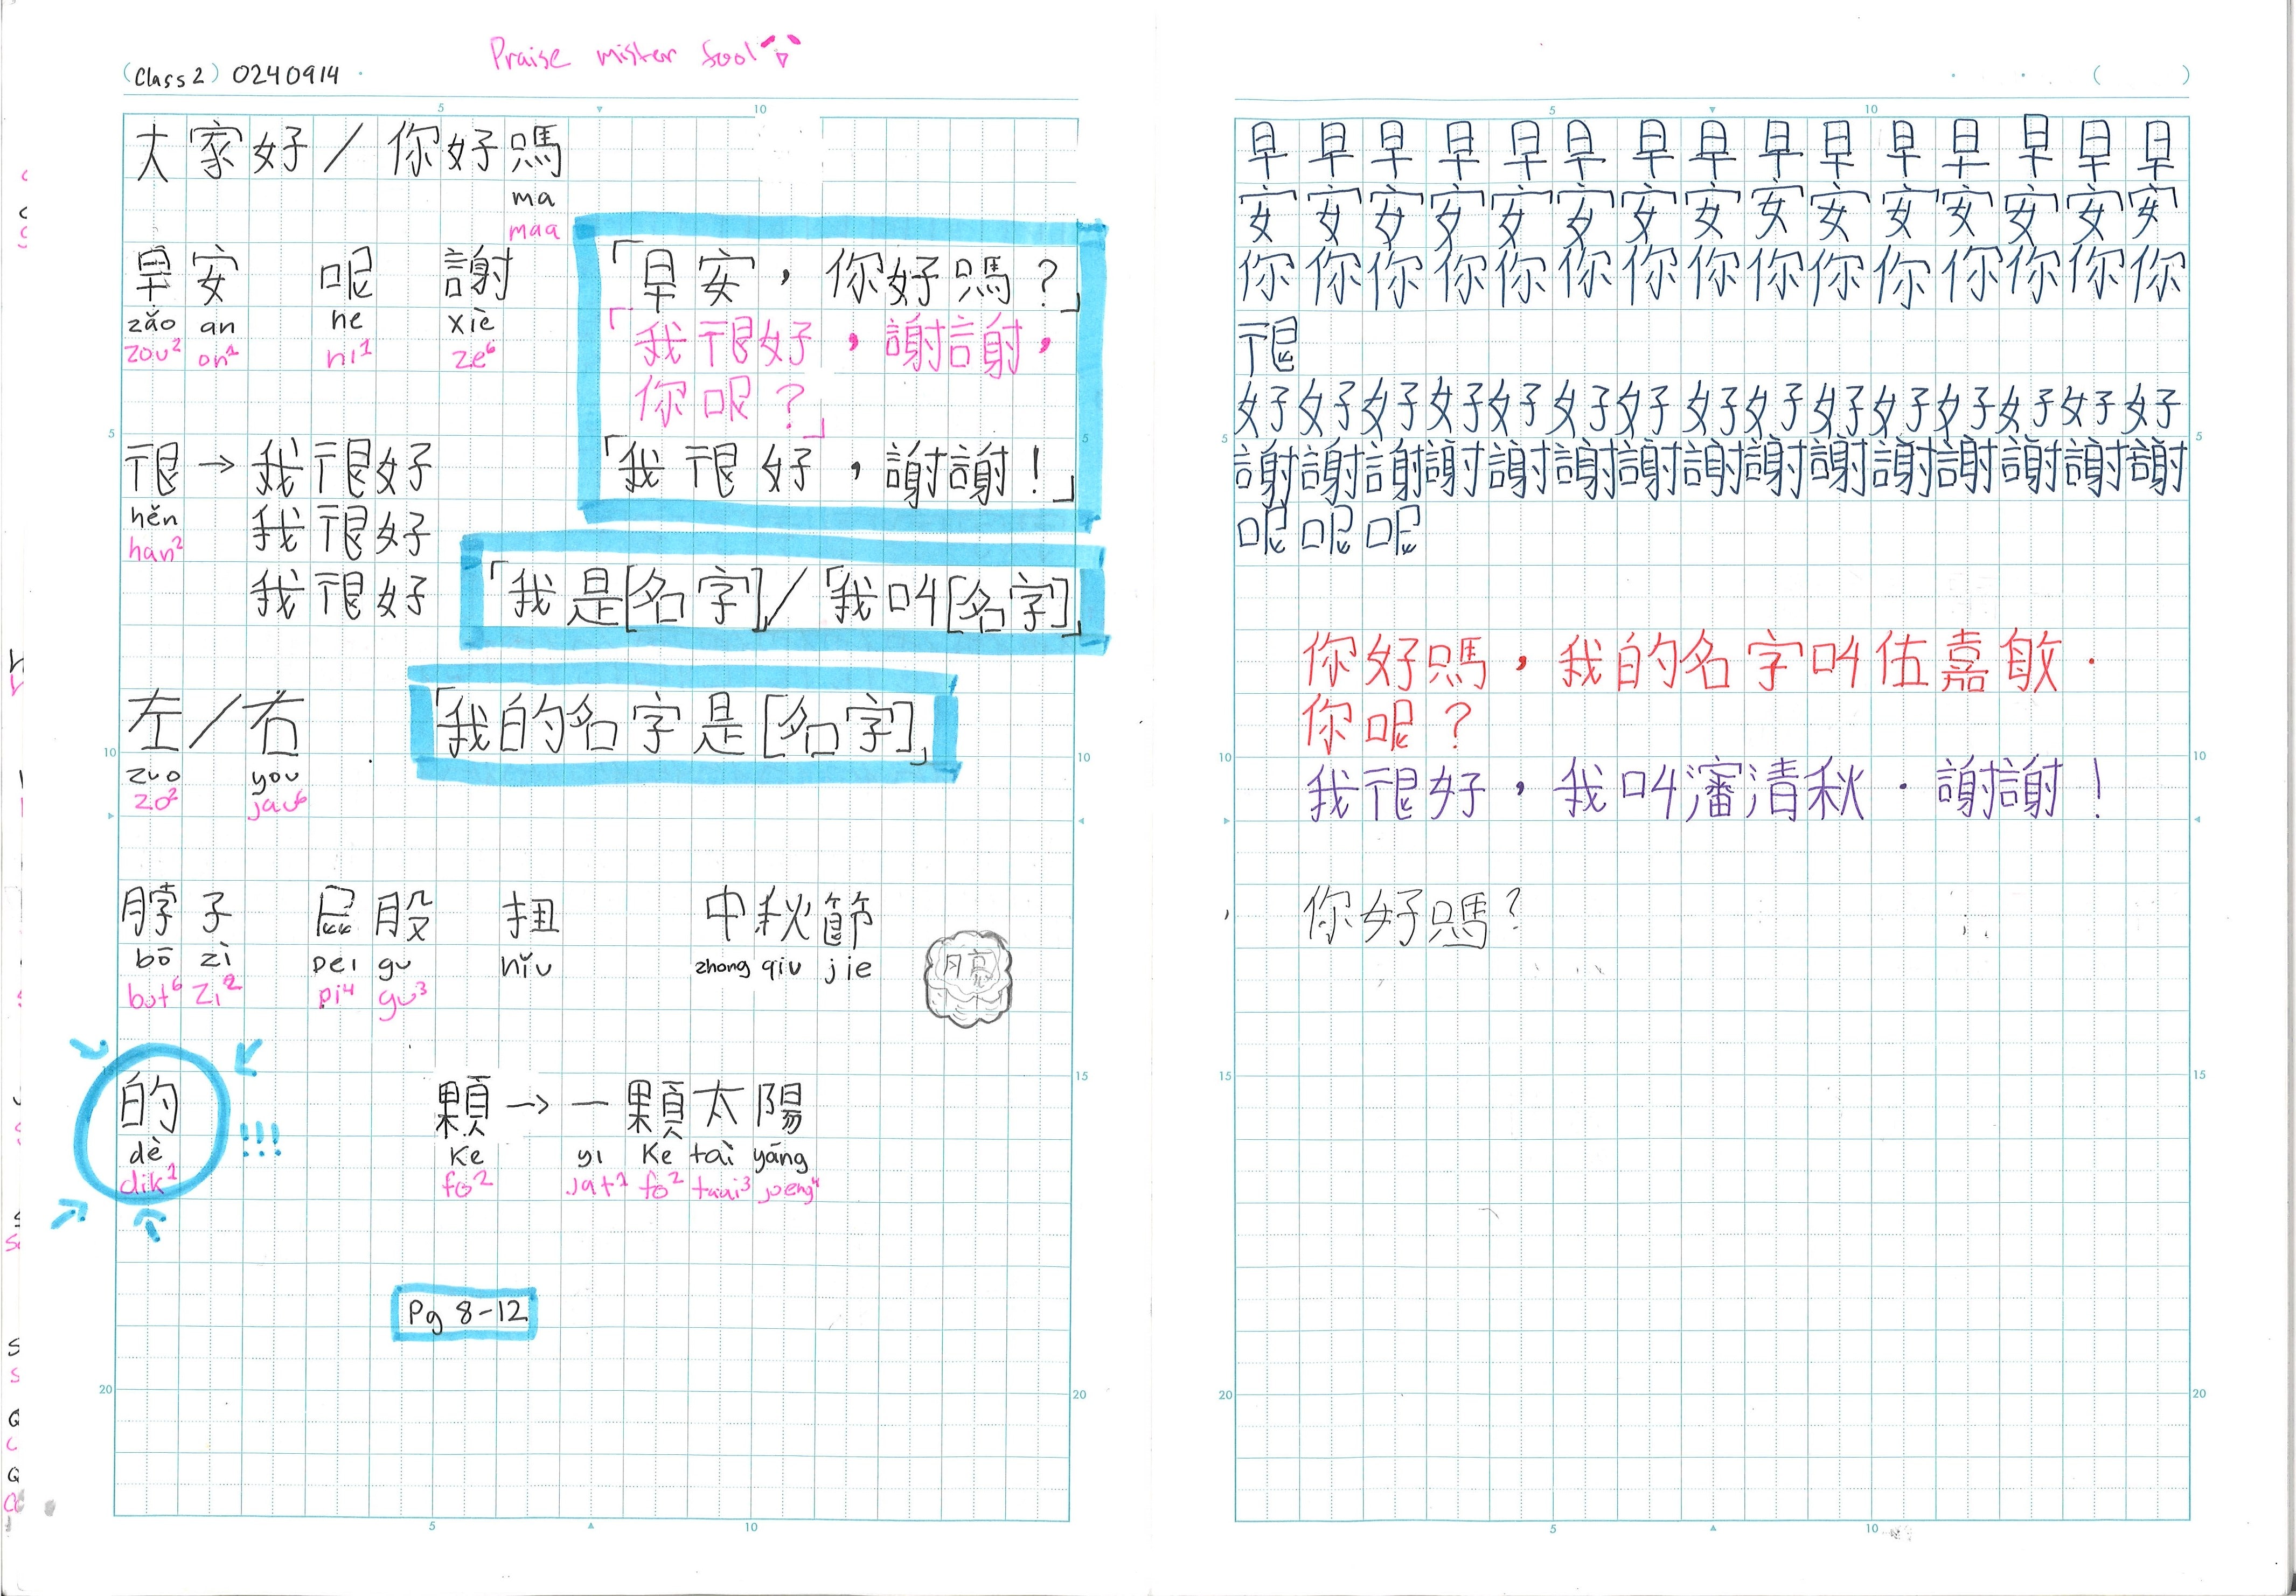 (Class 2) 0240914
Praise mister fool
大家好 / 你好嗎
ma
maa
早安 呢 謝
zǎo an ne xiè
zou² on¹ ni¹ ze⁶
「早安，你好嗎？」
「我很好，謝謝，
你呢？」
「我很好，謝謝！」
很 → 我很好
hěn
han²
我很好
我很好
「我是[名字]」/「我叫[名字]」
左 / 右
zuo you
zo² jau⁶
「我的名字是[名字]」
脖子 屁股 扭 中秋節
bō zì pei gu niǔ zhong qiu jie
but⁶ zi² pi⁴ gu³
月亮
的
dè
dik¹
!!!
顆 → 一顆太陽
ke yi ke tài yáng
fo² jat¹ fo² taai³ joeng⁴
Pg 8-12
早早早早早早早早早早早早早早早
安安安安安安安安安安安安安安安
你你你你你你你你你你你你你你你
很
好好好好好好好好好好好好好好好
謝謝謝謝謝謝謝謝謝謝謝謝謝謝謝
呢呢呢
你好嗎，我的名字叫佐嘉敏．
你呢？
我很好，我叫瀋清秋．謝謝！
你好嗎？